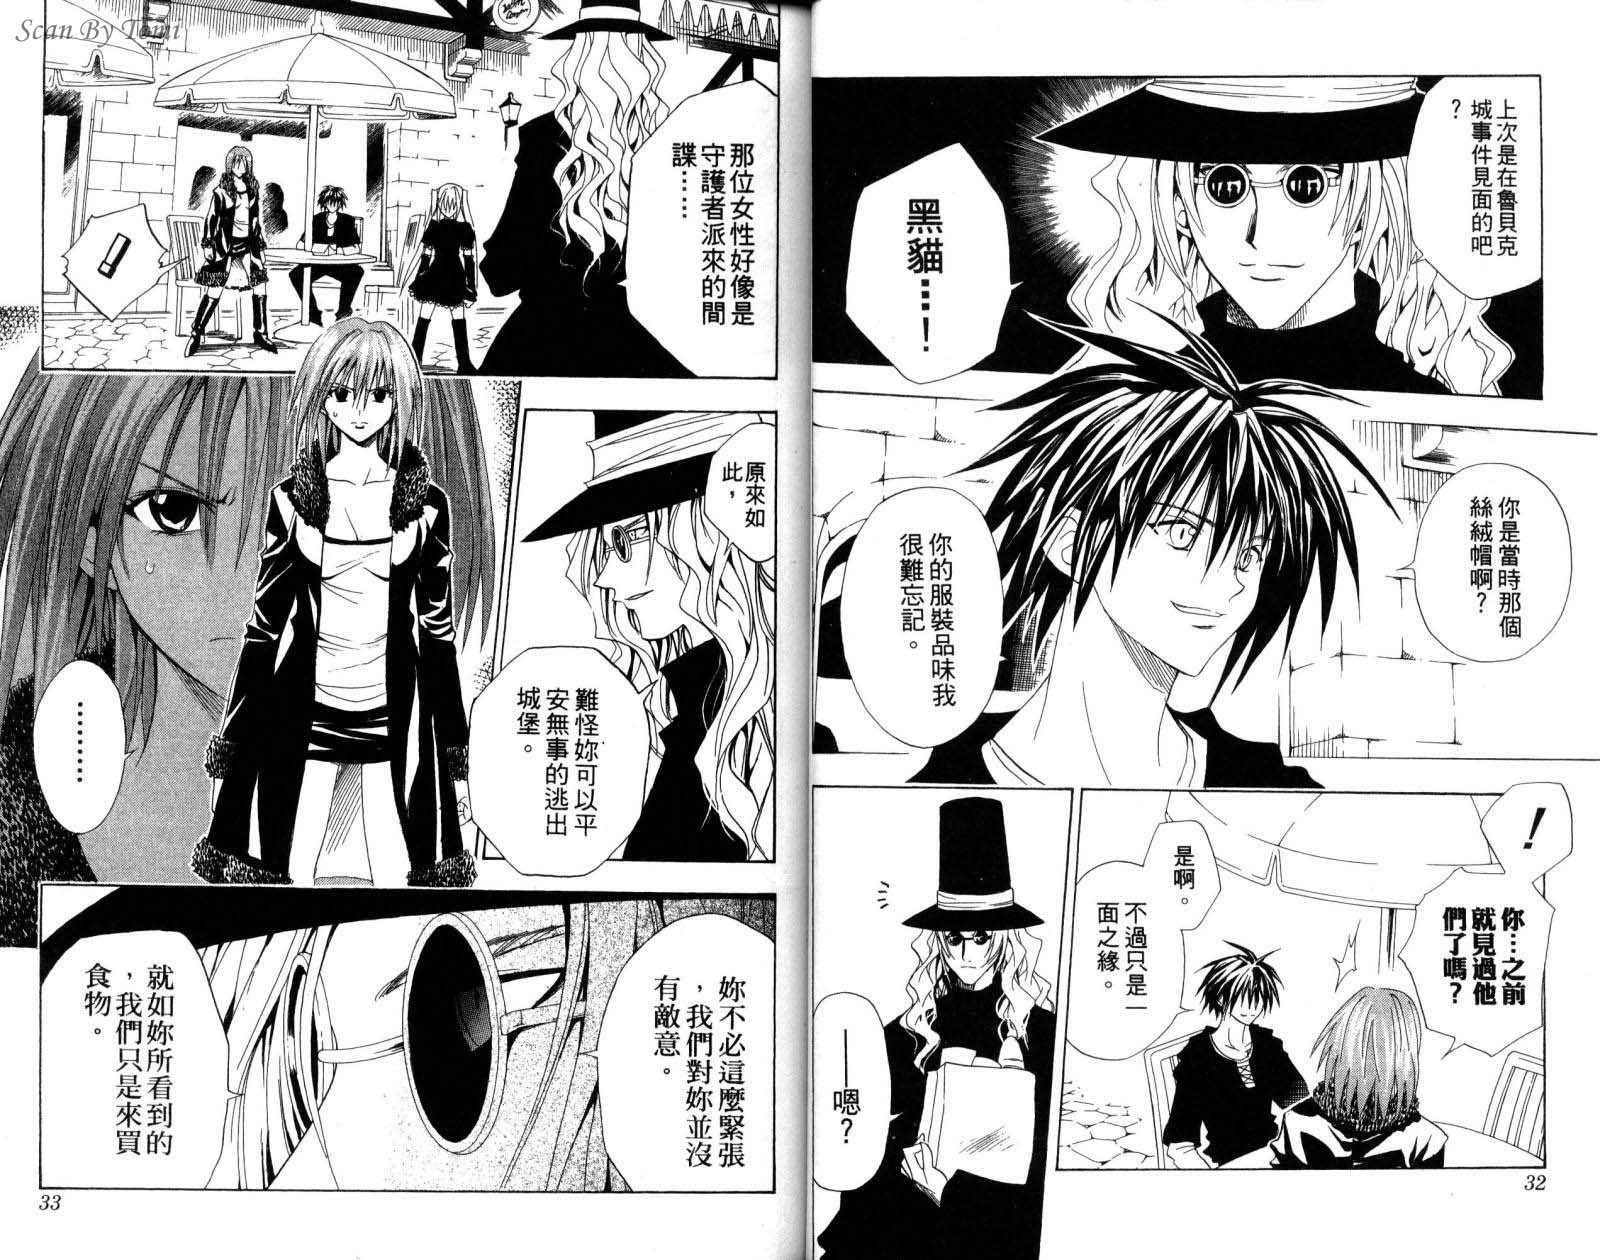 上次是在魯貝克
城事件見面的吧
？
黑貓‥‥！
你是當時那個
絲絨帽啊？
你的服裝品味我
很難忘記。
！
你‥‥之前
就見過他
們了嗎？
是啊。
不過只是一
面之緣。
——嗯？
32
Scan By Tomi
那位女性好像是
守護者派來的間
諜⋯⋯
！
原來如
此，
難怪妳可以平
安無事的逃出
城堡。
⋯⋯⋯
妳不必這麼緊張
，我們對妳並沒
有敵意。
就如妳所看到的
，我們只是來買
食物。
33